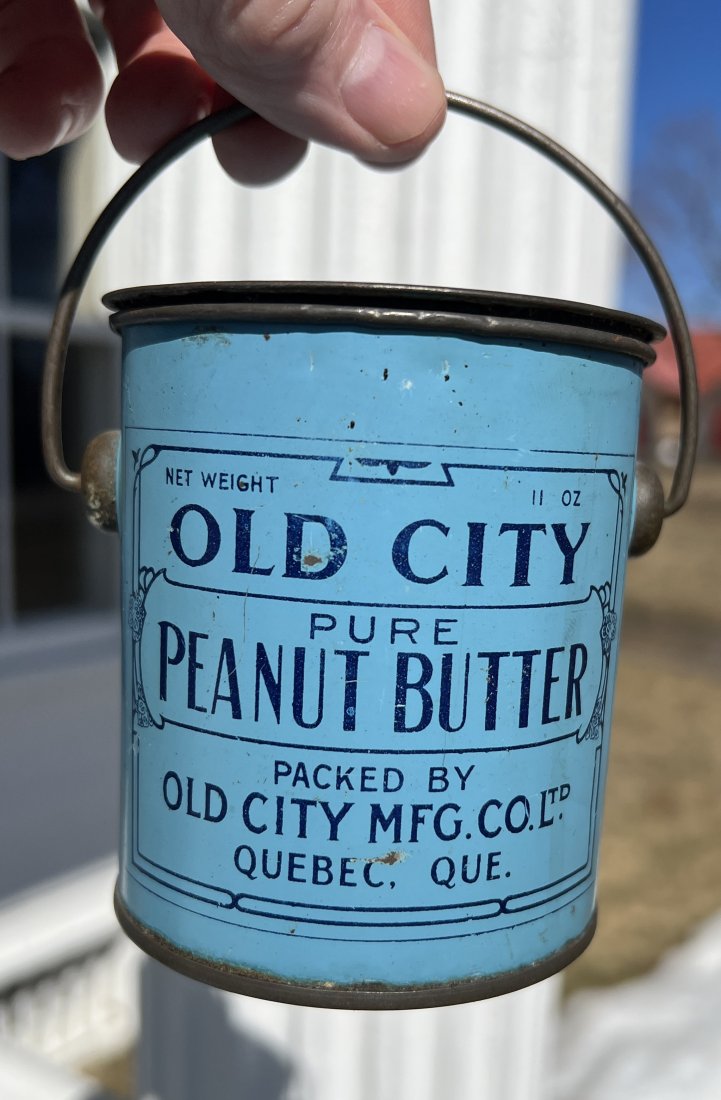 NET WEIGHT 11 OZ
OLD CITY
PURE
PEANUT BUTTER
PACKED BY
OLD CITY MFG. CO. LTD.
QUEBEC, QUE.